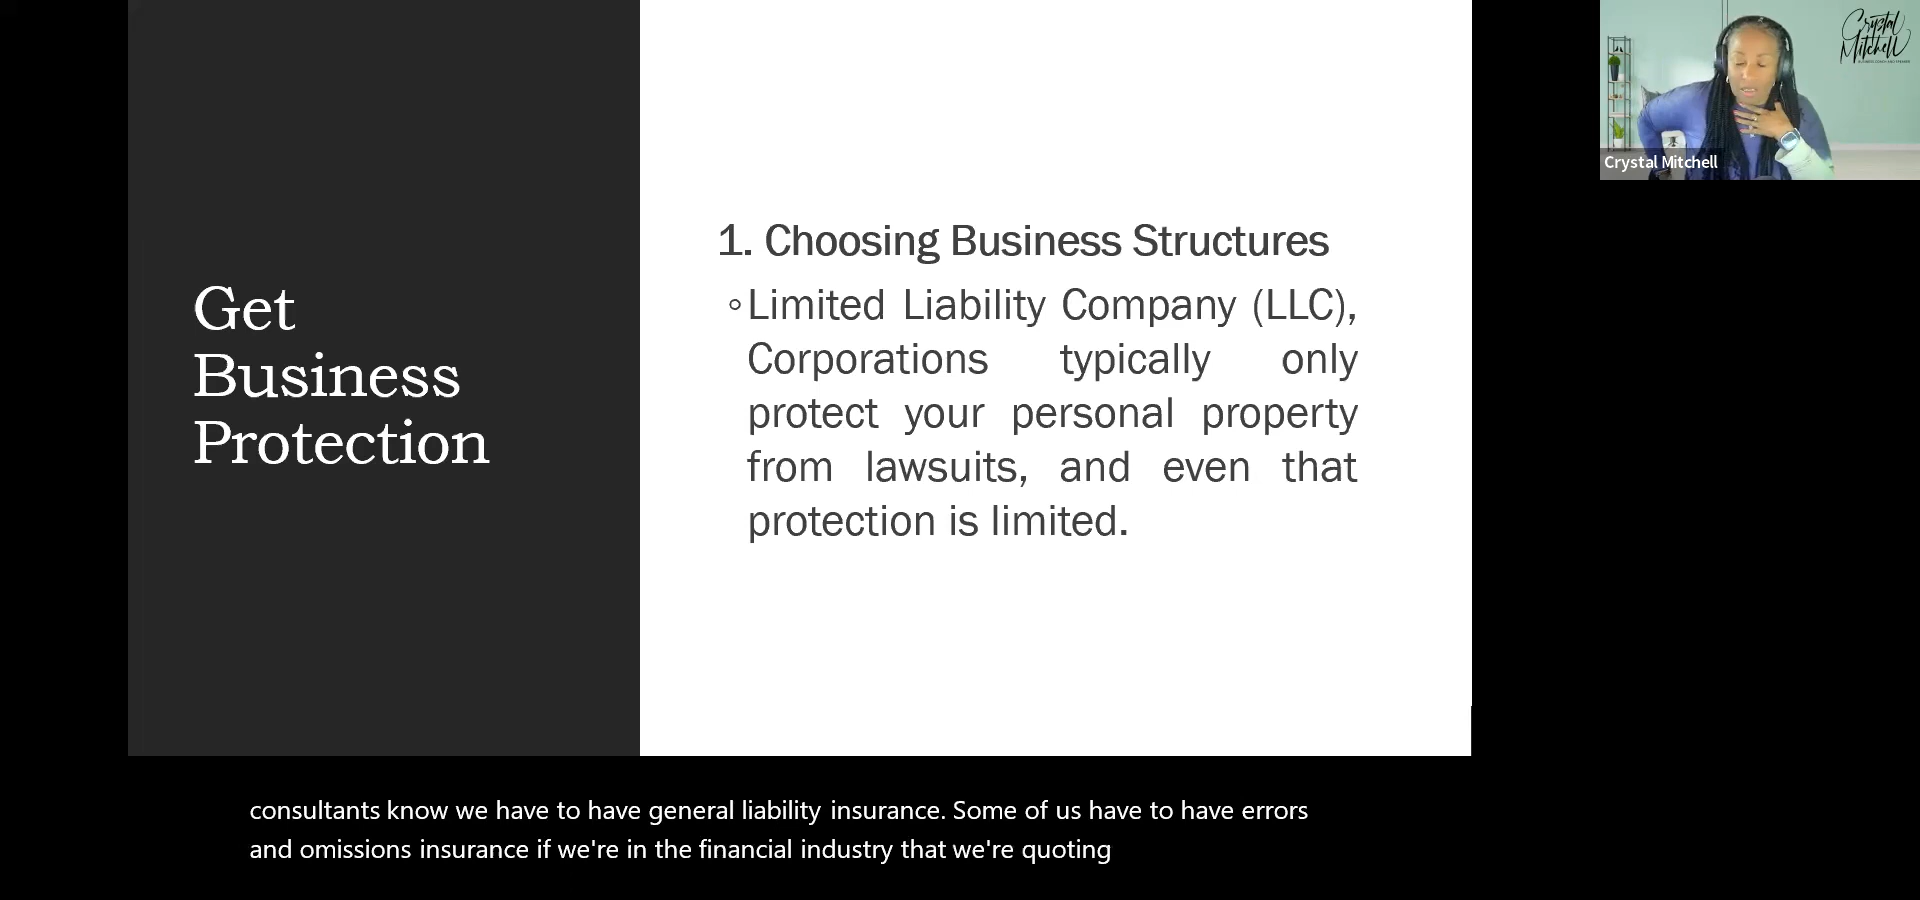 Get
Business
Protection
1. Choosing Business Structures
◦Limited Liability Company (LLC),
Corporations typically only
protect your personal property
from lawsuits, and even that
protection is limited.
Crystal
Mitchell
Crystal Mitchell
consultants know we have to have general liability insurance. Some of us have to have errors
and omissions insurance if we're in the financial industry that we're quoting